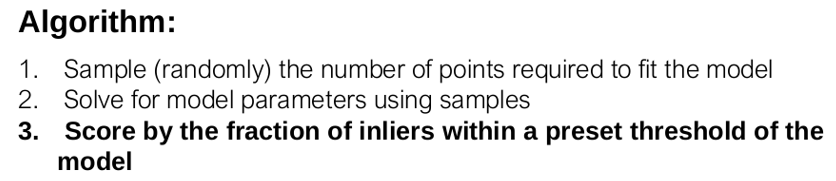 Algorithm:
1. Sample (randomly) the number of points required to fit the model
2. Solve for model parameters using samples
3. Score by the fraction of inliers within a preset threshold of the
model